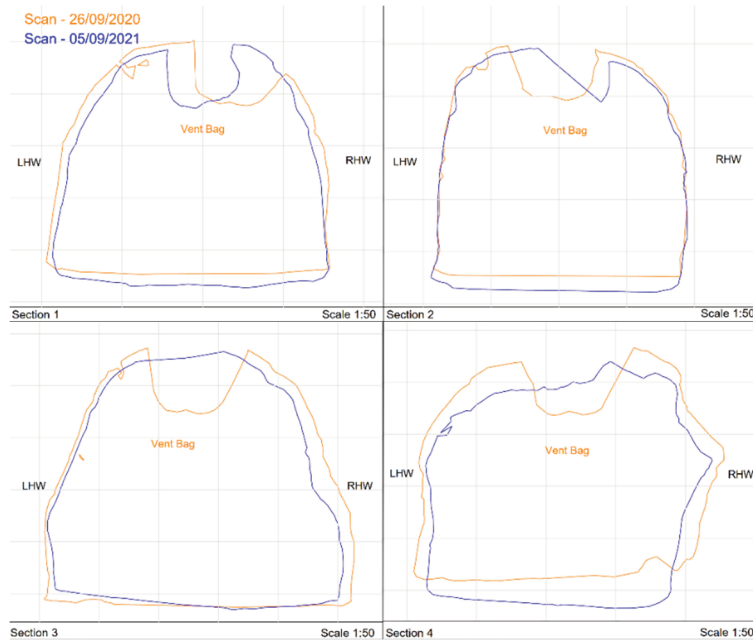 Scan - 26/09/2020
Scan - 05/09/2021
Vent Bag
LHW
RHW
Section 1
Scale 1:50
Vent Bag
LHW
RHW
Section 2
Scale 1:50
Vent Bag
LHW
RHW
Section 3
Scale 1:50
Vent Bag
LHW
RHW
Section 4
Scale 1:50